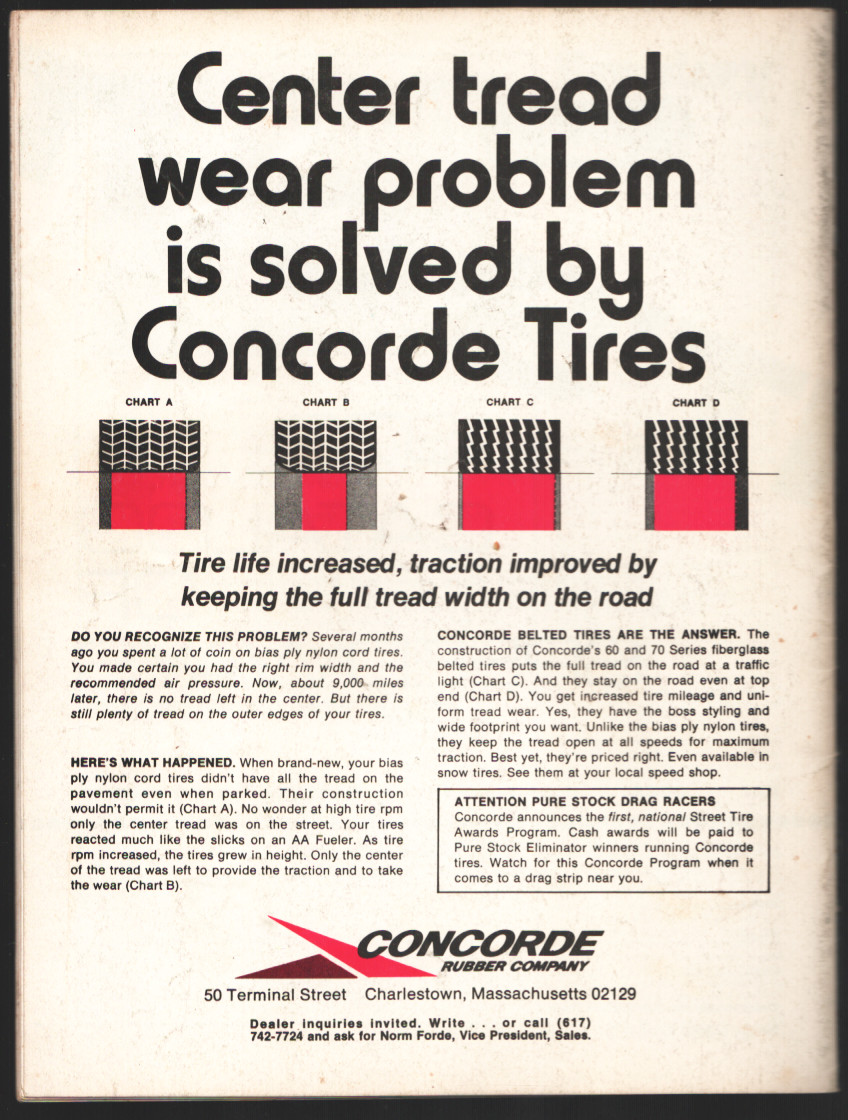 Center tread
wear problem
is solved by
Concorde Tires
CHART A
CHART B
CHART C
CHART D
Tire life increased, traction improved by
keeping the full tread width on the road
DO YOU RECOGNIZE THIS PROBLEM? Several months
ago you spent a lot of coin on bias ply nylon cord tires.
You made certain you had the right rim width and the
recommended air pressure. Now, about 9,000 miles
later, there is no tread left in the center. But there is
still plenty of tread on the outer edges of your tires.
HERE'S WHAT HAPPENED. When brand-new, your bias
ply nylon cord tires didn't have all the tread on the
pavement even when parked. Their construction
wouldn't permit it (Chart A). No wonder at high tire rpm
only the center tread was on the street. Your tires
reacted much like the slicks on an AA Fueler. As tire
rpm increased, the tires grew in height. Only the center
of the tread was left to provide the traction and to take
the wear (Chart B).
CONCORDE BELTED TIRES ARE THE ANSWER. The
construction of Concorde's 60 and 70 Series fiberglass
belted tires puts the full tread on the road at a traffic
light (Chart C). And they stay on the road even at top
end (Chart D). You get increased tire mileage and uni-
form tread wear. Yes, they have the boss styling and
wide footprint you want. Unlike the bias ply nylon tires,
they keep the tread open at all speeds for maximum
traction. Best yet, they're priced right. Even available in
snow tires. See them at your local speed shop.
ATTENTION PURE STOCK DRAG RACERS
Concorde announces the first, national Street Tire
Awards Program. Cash awards will be paid to
Pure Stock Eliminator winners running Concorde
tires. Watch for this Concorde Program when it
comes to a drag strip near you.
CONCORDE
RUBBER COMPANY
50 Terminal Street Charlestown, Massachusetts 02129
Dealer inquiries invited. Write . . . or call (617)
742-7724 and ask for Norm Forde, Vice President, Sales.